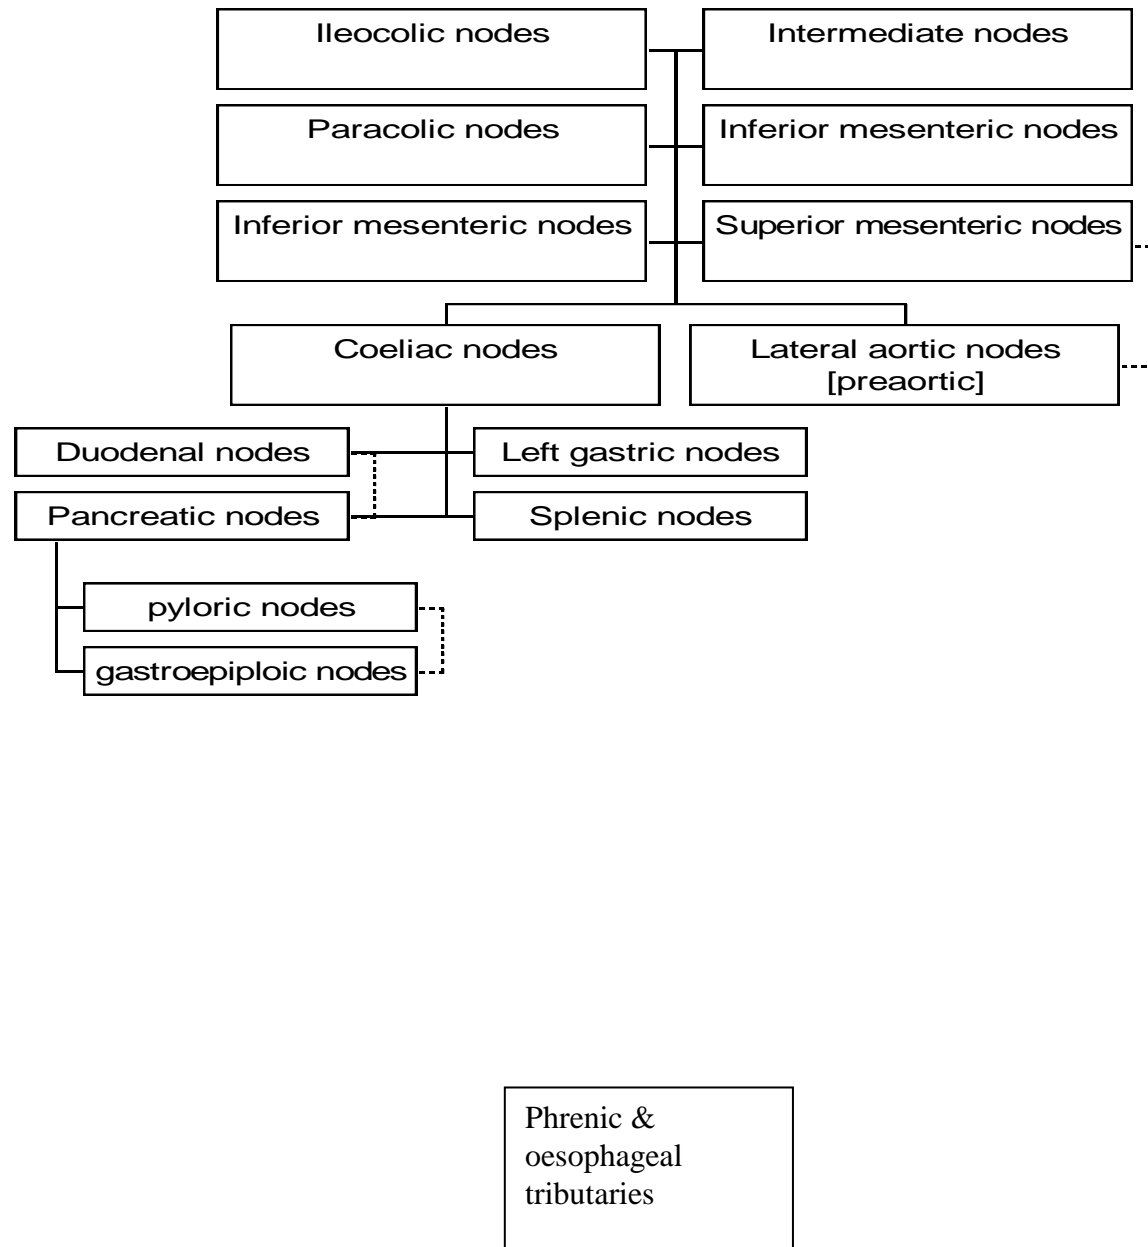 Ileocolic nodes
Intermediate nodes
Paracolic nodes
Inferior mesenteric nodes
Inferior mesenteric nodes
Superior mesenteric nodes
Coeliac nodes
Lateral aortic nodes
[preaortic]
Duodenal nodes
Left gastric nodes
Pancreatic nodes
Splenic nodes
pyloric nodes
gastroepiploic nodes
Phrenic &
oesophageal
tributaries